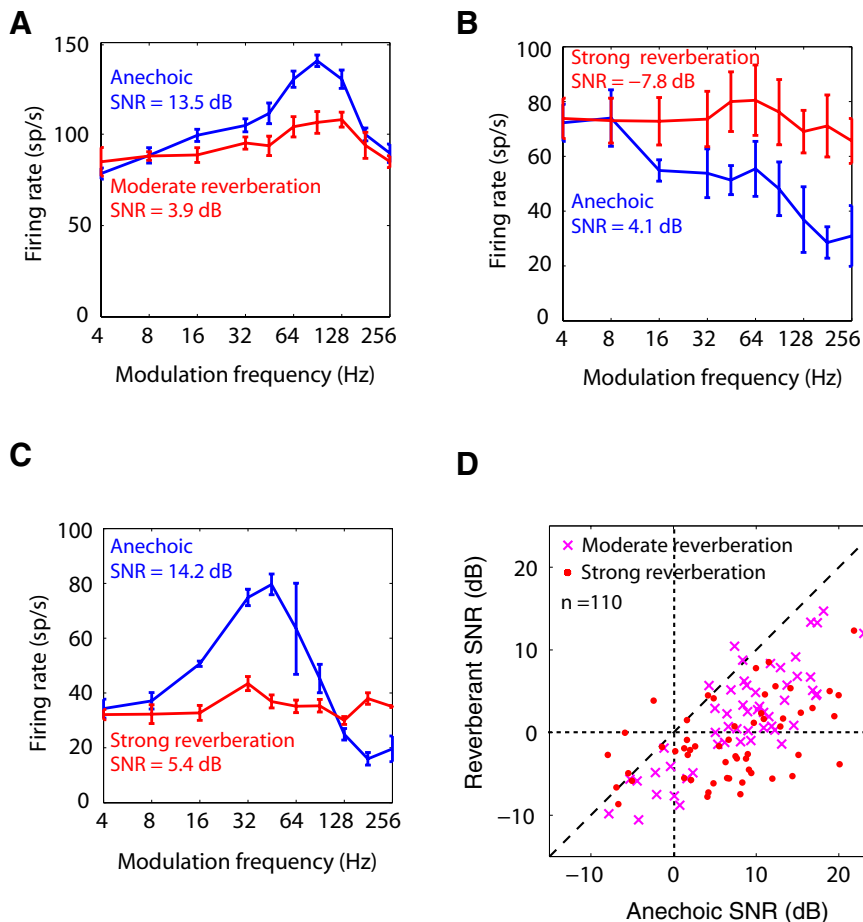 A
150
100
50
0
Firing rate (sp/s)
Anechoic
SNR = 13.5 dB
Moderate reverberation
SNR = 3.9 dB
4 8 16 32 64 128 256
Modulation frequency (Hz)
B
100
80
60
40
20
0
Firing rate (sp/s)
Strong reverberation
SNR = −7.8 dB
Anechoic
SNR = 4.1 dB
4 8 16 32 64 128 256
Modulation frequency (Hz)
C
100
80
60
40
20
0
Firing rate (sp/s)
Anechoic
SNR = 14.2 dB
Strong reverberation
SNR = 5.4 dB
4 8 16 32 64 128 256
Modulation frequency (Hz)
D
20
10
0
−10
Reverberant SNR (dB)
Moderate reverberation
Strong reverberation
n =110
−10 0 10 20
Anechoic SNR (dB)